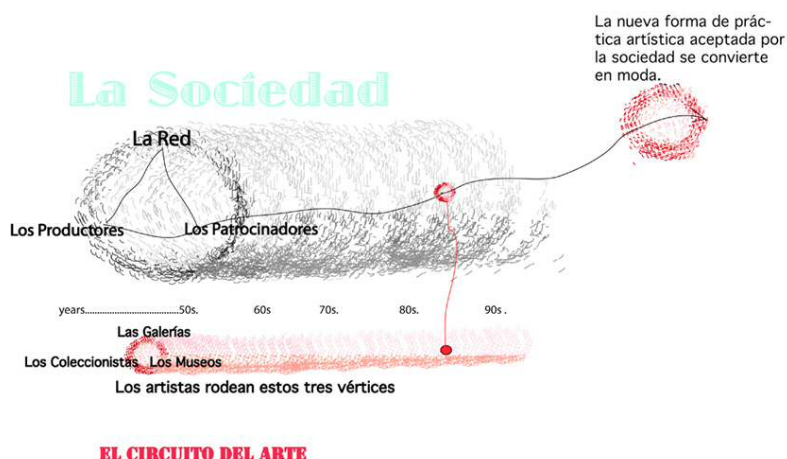 La nueva forma de prác-
tica artística aceptada por
la sociedad se convierte
en moda.
La Sociedad
La Red
Los Productores
Los Patrocinadores
years..................................50s. 60s 70s. 80s. 90s .
Las Galerías
Los Coleccionistas Los Museos
Los artistas rodean estos tres vértices
EL CIRCUITO DEL ARTE